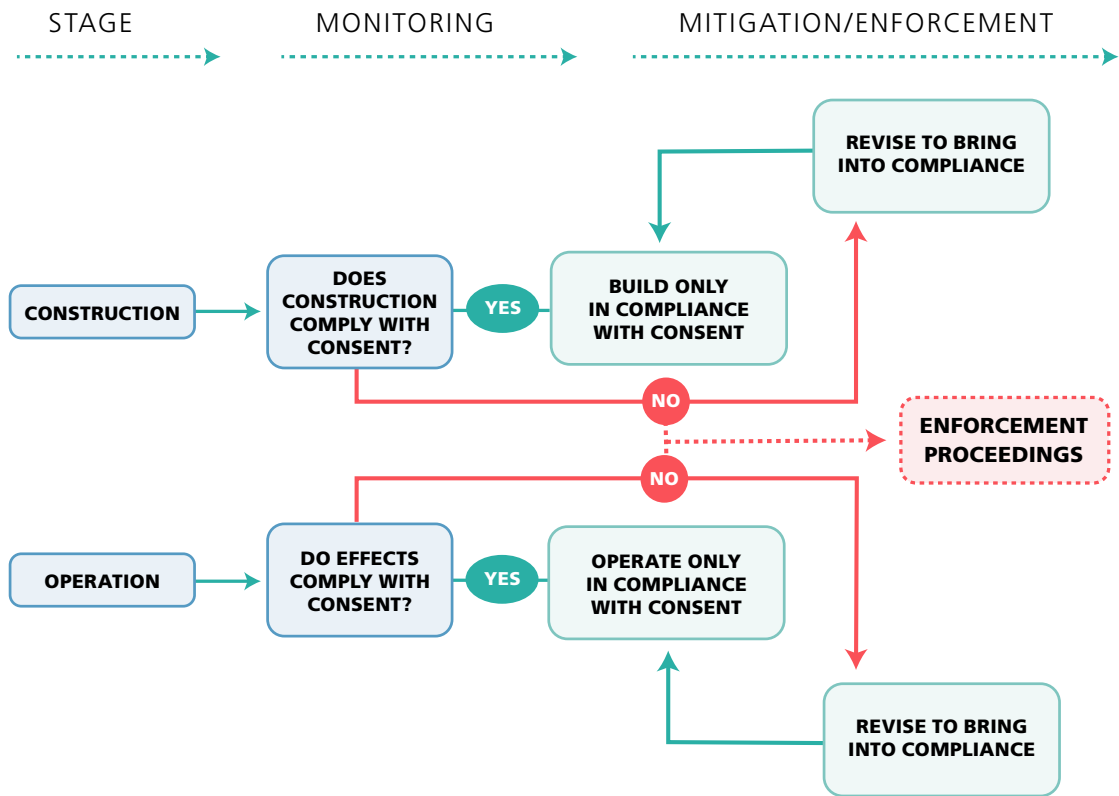 STAGE
MONITORING
MITIGATION/ENFORCEMENT
REVISE TO BRING
INTO COMPLIANCE
CONSTRUCTION
DOES
CONSTRUCTION
COMPLY WITH
CONSENT?
YES
BUILD ONLY
IN COMPLIANCE
WITH CONSENT
NO
ENFORCEMENT
PROCEEDINGS
NO
OPERATION
DO EFFECTS
COMPLY WITH
CONSENT?
YES
OPERATE ONLY
IN COMPLIANCE
WITH CONSENT
REVISE TO BRING
INTO COMPLIANCE